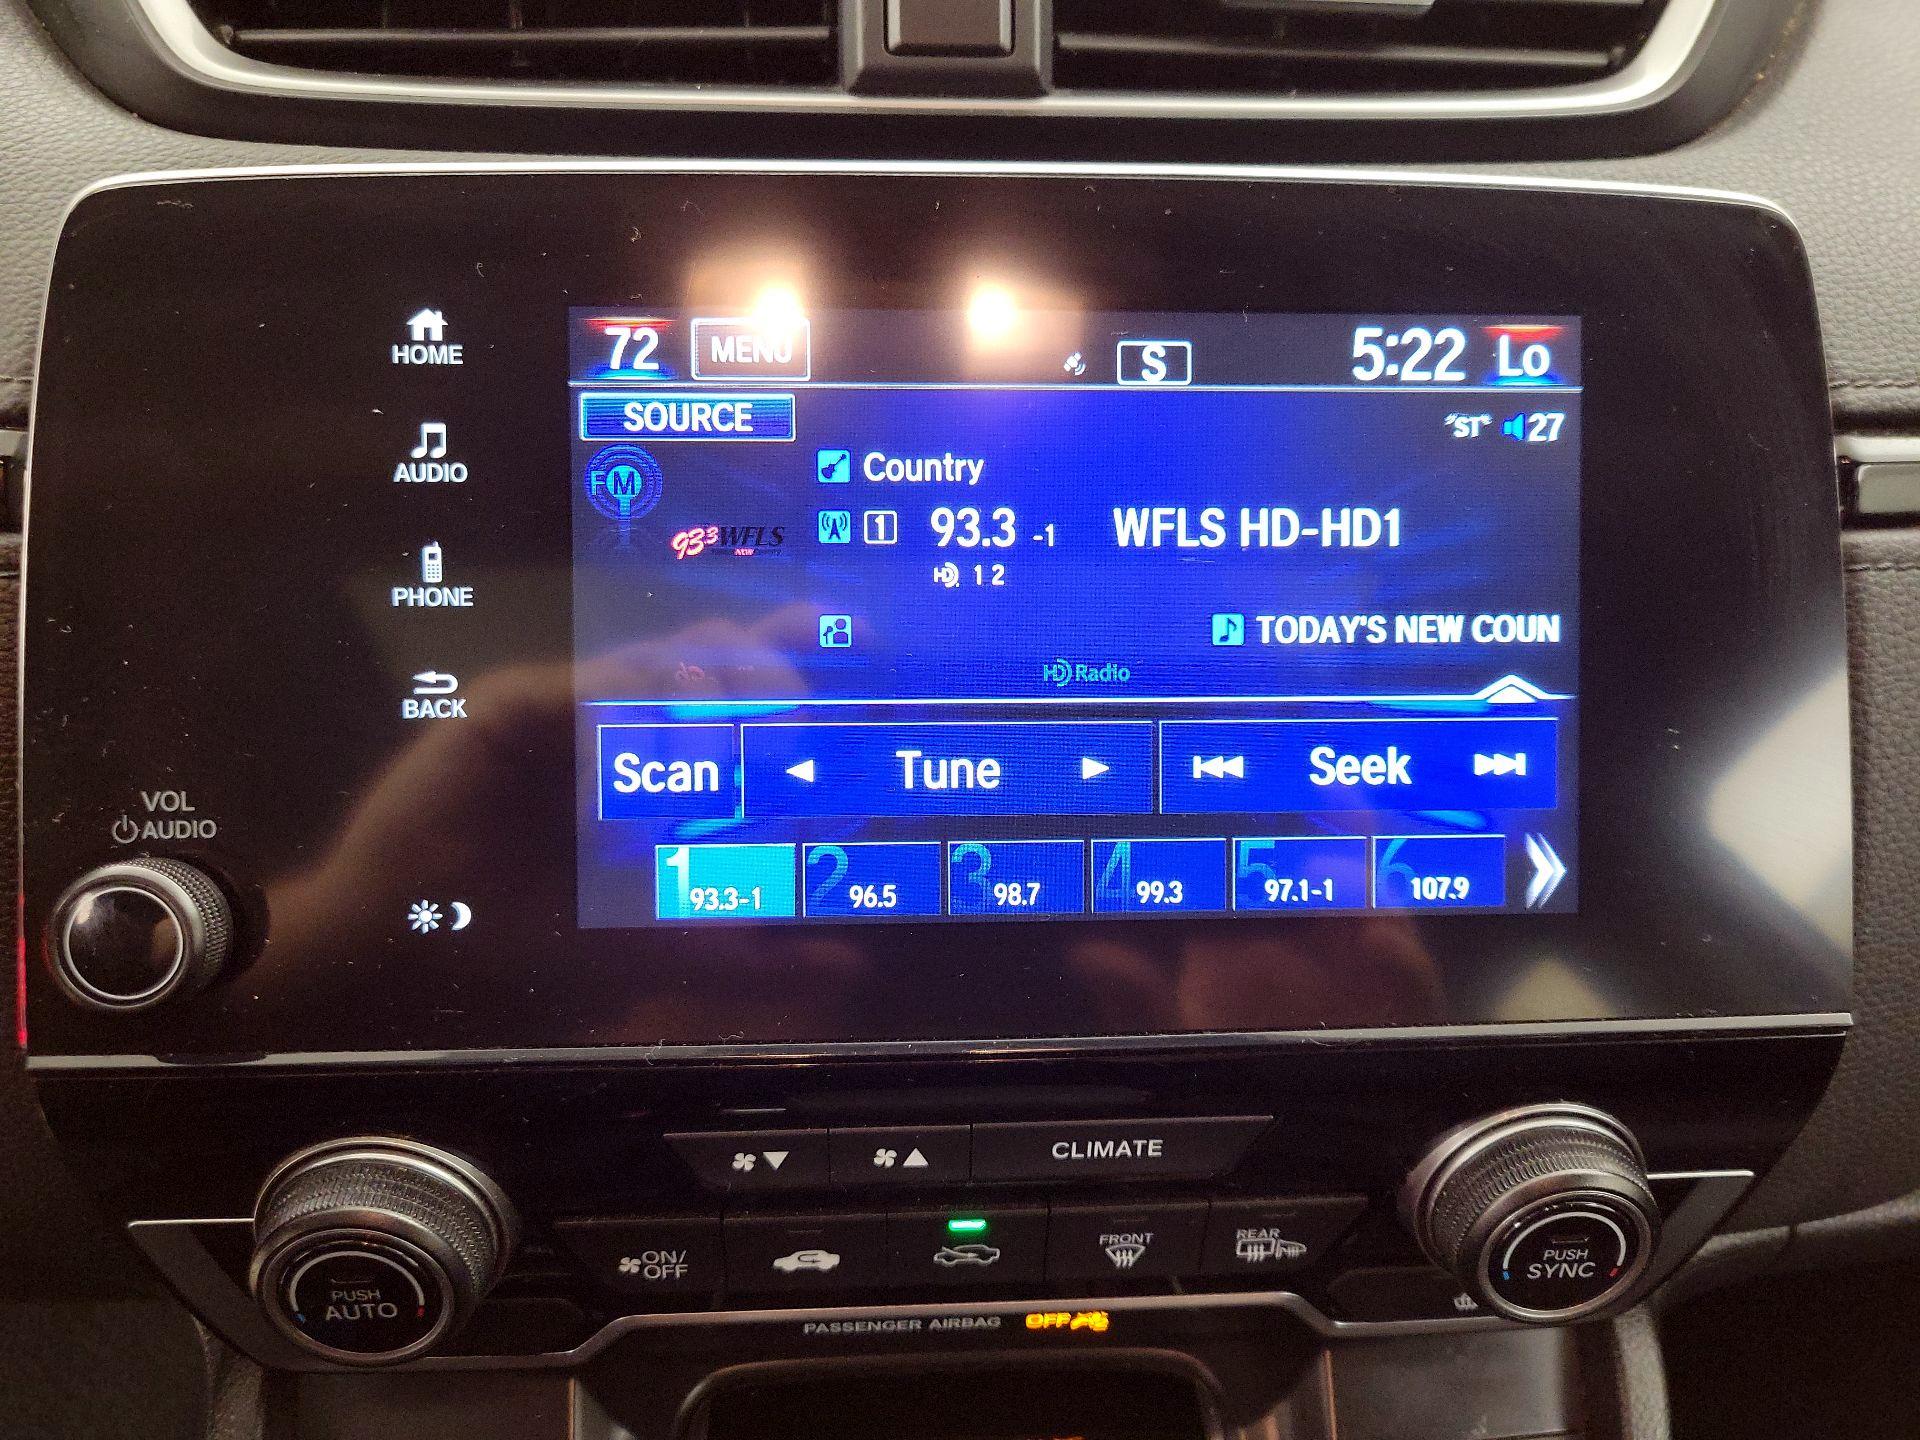 72 MENU S 5:22 Lo
SOURCE "ST" 27
FM
Country
93.3 WFLS
NEW Country
1 93.3 -1 WFLS HD-HD1
HD 1 2
TODAY'S NEW COUN
HD Radio
Scan Tune Seek
1 93.3-1 2 96.5 3 98.7 4 99.3 5 97.1-1 6 107.9
HOME
AUDIO
PHONE
BACK
VOL
AUDIO
CLIMATE
ON/
OFF
FRONT
REAR
PUSH
AUTO
PUSH
SYNC
PASSENGER AIRBAG OFF